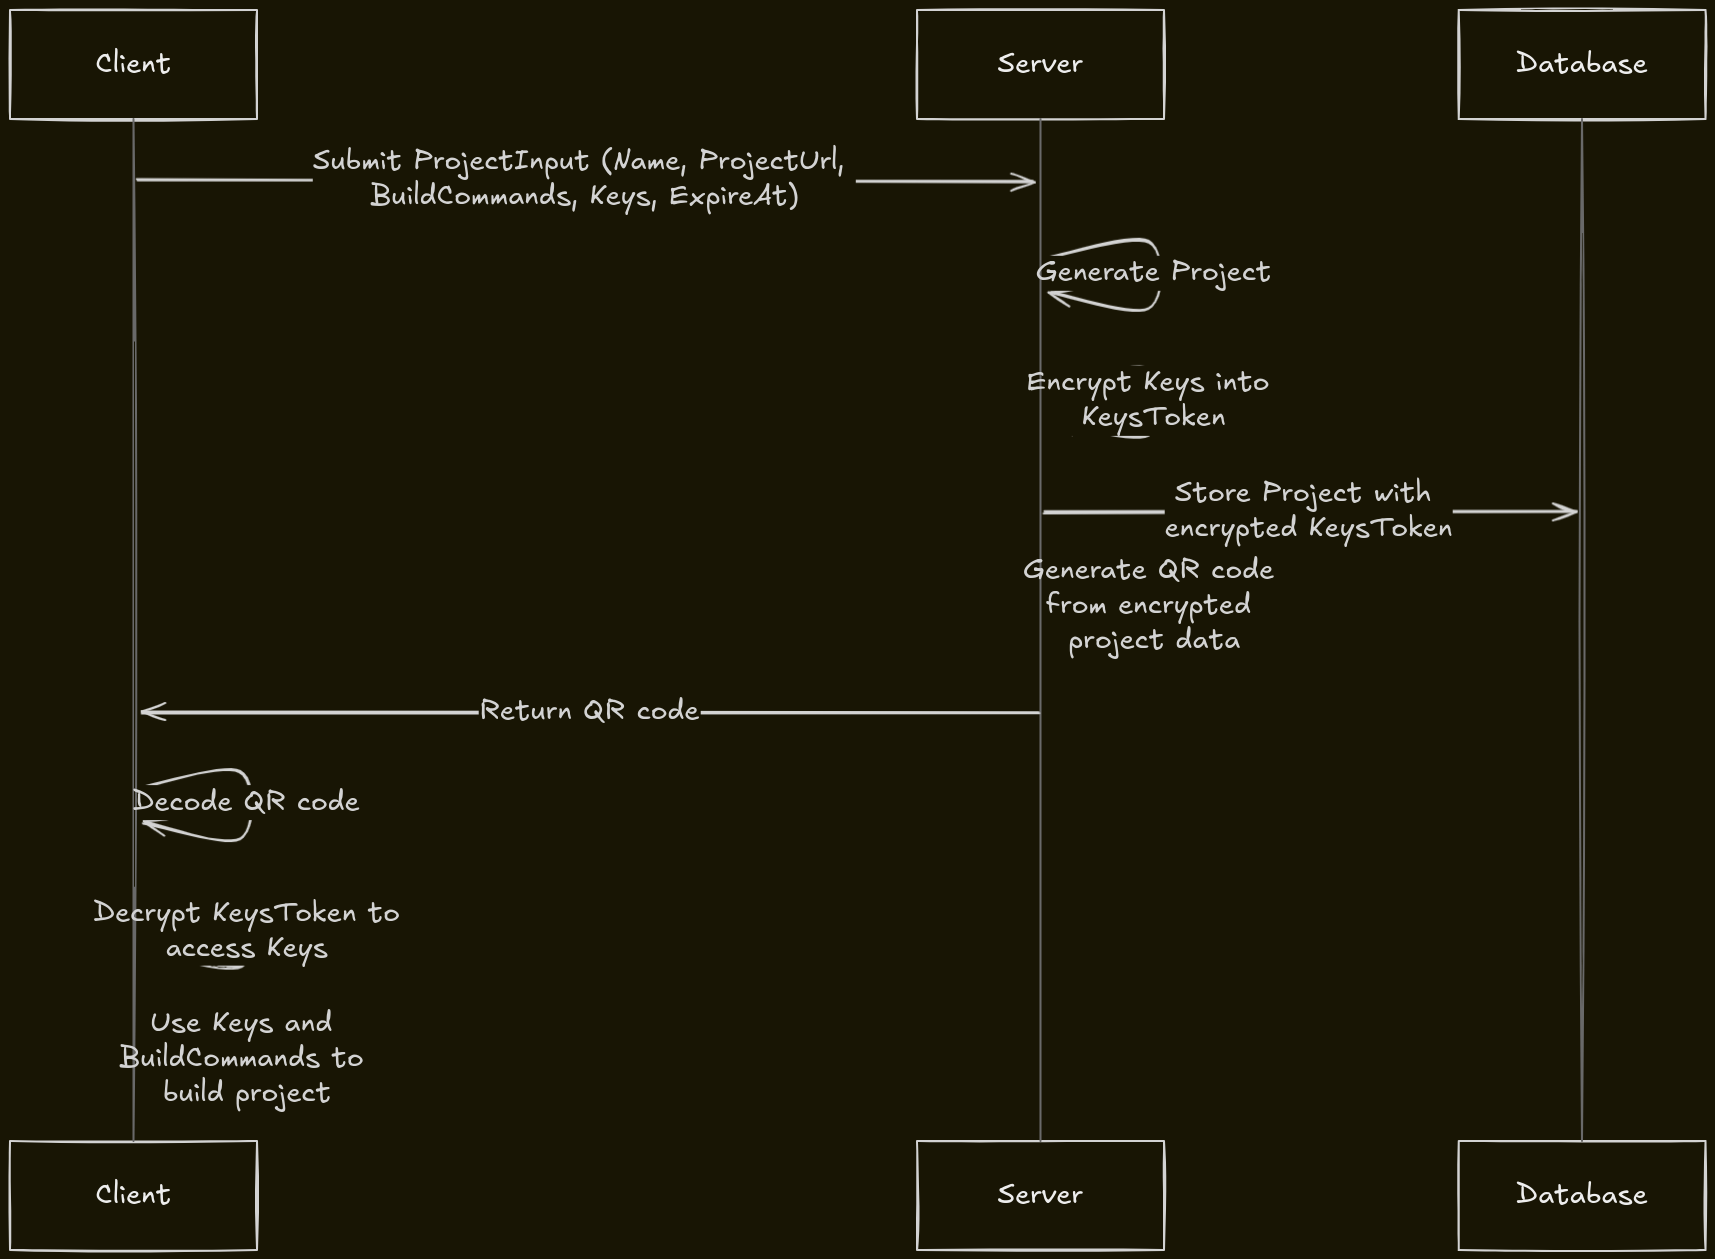 Client
Server
Database
Submit ProjectInput (Name, ProjectUrl,
BuildCommands, Keys, ExpireAt)
Generate Project
Encrypt Keys into
KeysToken
Store Project with
encrypted KeysToken
Generate QR code
from encrypted
project data
Return QR code
Decode QR code
Decrypt KeysToken to
access Keys
Use Keys and
BuildCommands to
build project
Client
Server
Database